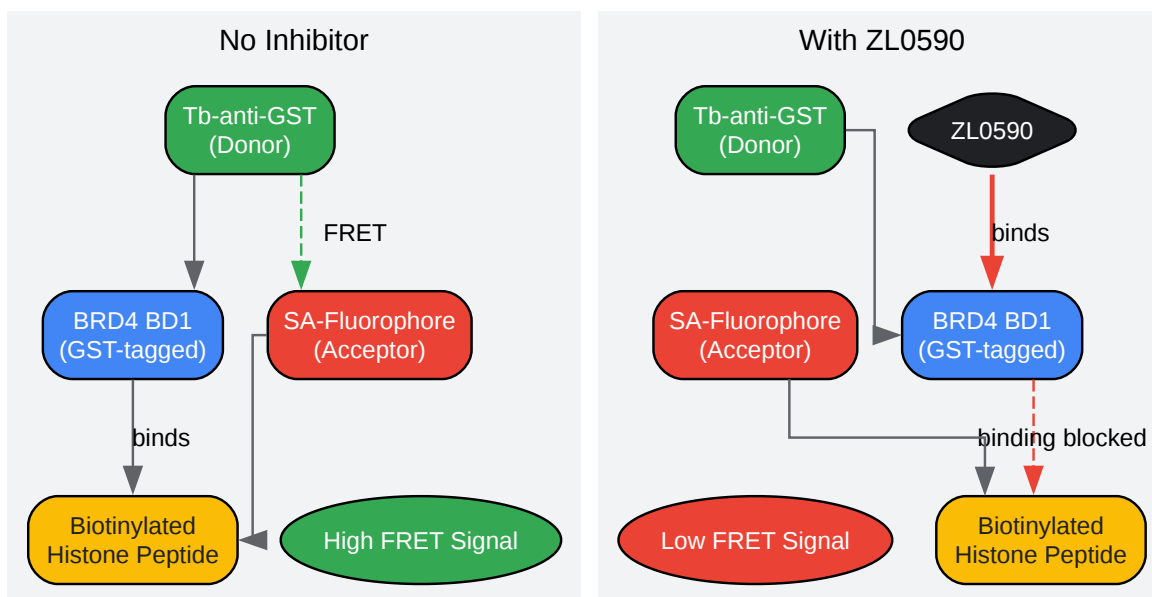 No Inhibitor
Tb-anti-GST
(Donor)
FRET
BRD4 BD1
(GST-tagged)
SA-Fluorophore
(Acceptor)
binds
Biotinylated
Histone Peptide
High FRET Signal
With ZL0590
Tb-anti-GST
(Donor)
ZL0590
binds
SA-Fluorophore
(Acceptor)
BRD4 BD1
(GST-tagged)
binding blocked
Low FRET Signal
Biotinylated
Histone Peptide